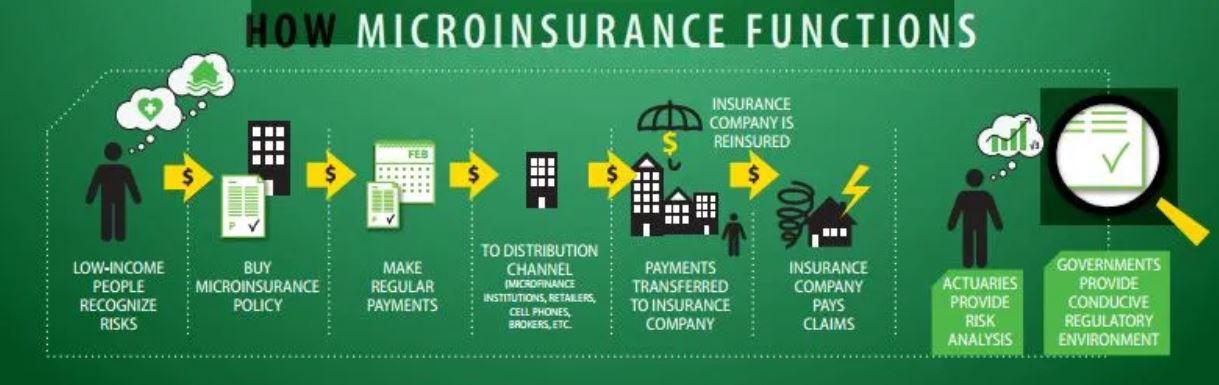 HOW MICROINSURANCE FUNCTIONS
LOW-INCOME
PEOPLE
RECOGNIZE
RISKS
$
P
BUY
MICROINSURANCE
POLICY
$
FEB
P
MAKE
REGULAR
PAYMENTS
$
TO DISTRIBUTION
CHANNEL
(MICROFINANCE
INSTITUTIONS, RETAILERS,
CELL PHONES,
BROKERS, ETC.
$
$
INSURANCE
COMPANY IS
REINSURED
PAYMENTS
TRANSFERRED
TO INSURANCE
COMPANY
$
INSURANCE
COMPANY
PAYS
CLAIMS
ACTUARIES
PROVIDE
RISK
ANALYSIS
GOVERNMENTS
PROVIDE
CONDUCIVE
REGULATORY
ENVIRONMENT